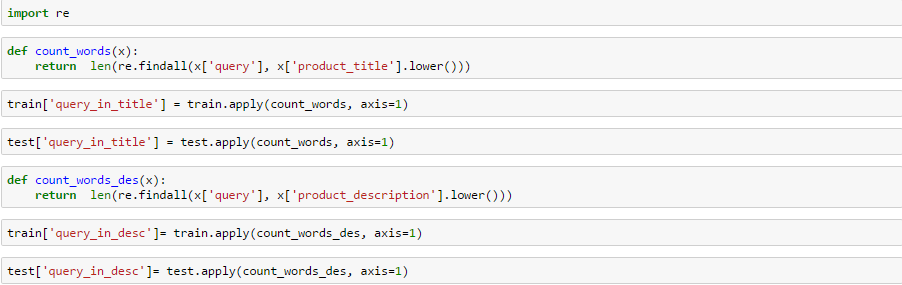 import re
def count_words(x):
    return  len(re.findall(x['query'], x['product_title'].lower()))
train['query_in_title'] = train.apply(count_words, axis=1)
test['query_in_title'] = test.apply(count_words, axis=1)
def count_words_des(x):
    return  len(re.findall(x['query'], x['product_description'].lower()))
train['query_in_desc']= train.apply(count_words_des, axis=1)
test['query_in_desc']= test.apply(count_words_des, axis=1)